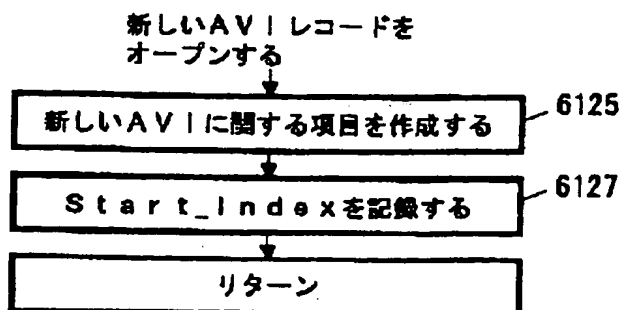 新しいAVIレコードを
オープンする
新しいAVIに関する項目を作成する
6125
Start_Indexを記録する
6127
リターン